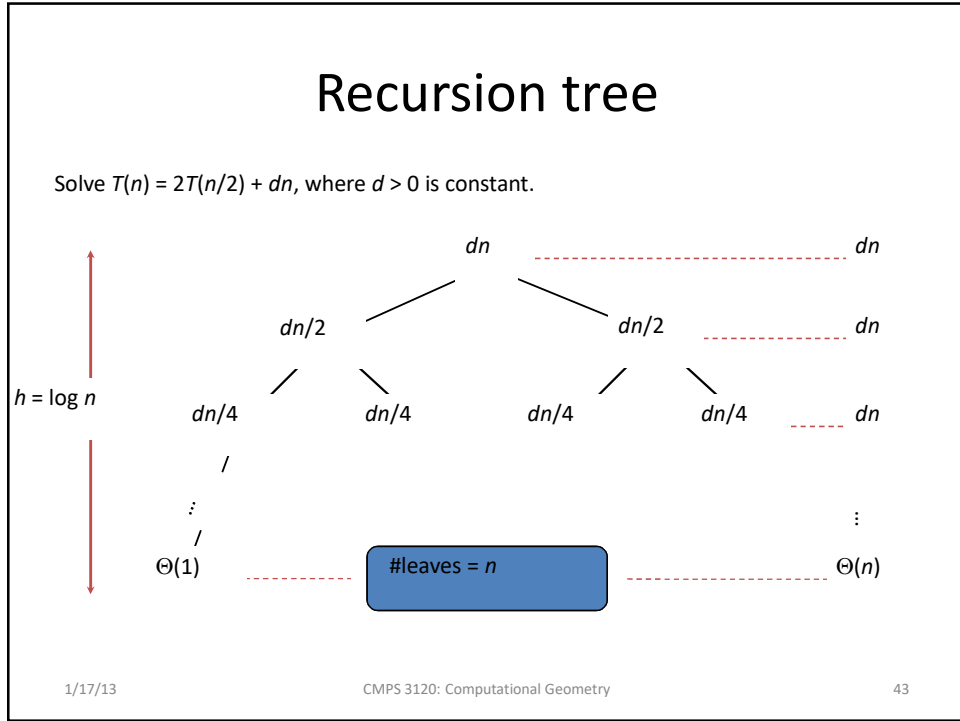 Recursion tree
Solve T(n) = 2T(n/2) + dn, where d > 0 is constant.
dn dn
dn/2 dn/2 dn
h = log n
dn/4 dn/4 dn/4 dn/4 dn
⋮ ⋮
Θ(1) #leaves = n Θ(n)
1/17/13 CMPS 3120: Computational Geometry 43